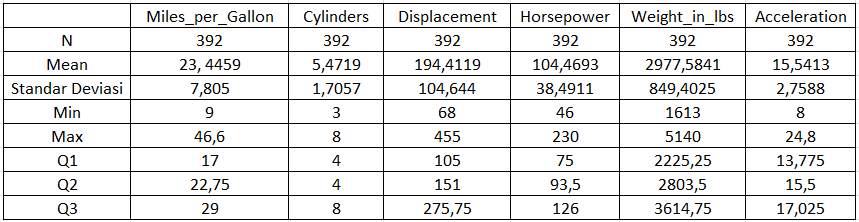 Miles_per_Gallon Cylinders Displacement Horsepower Weight_in_lbs Acceleration
N 392 392 392 392 392 392
Mean 23, 4459 5,4719 194,4119 104,4693 2977,5841 15,5413
Standar Deviasi 7,805 1,7057 104,644 38,4911 849,4025 2,7588
Min 9 3 68 46 1613 8
Max 46,6 8 455 230 5140 24,8
Q1 17 4 105 75 2225,25 13,775
Q2 22,75 4 151 93,5 2803,5 15,5
Q3 29 8 275,75 126 3614,75 17,025